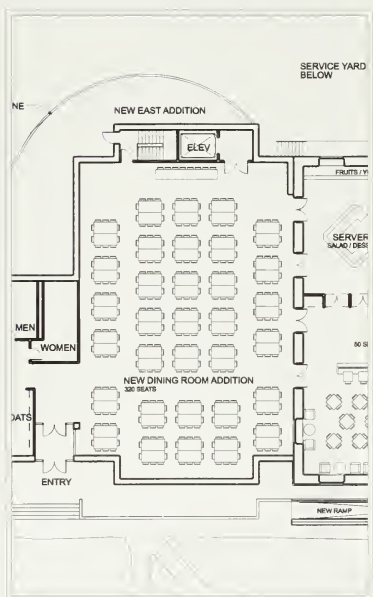 SERVICE YARD
BELOW
NE
NEW EAST ADDITION
ELEV
FRUITS / Y
SERVER
SALAD / DESS
MEN
WOMEN
50 S
NEW DINING ROOM ADDITION
320 SEATS
OATS
ENTRY
NEW RAMP